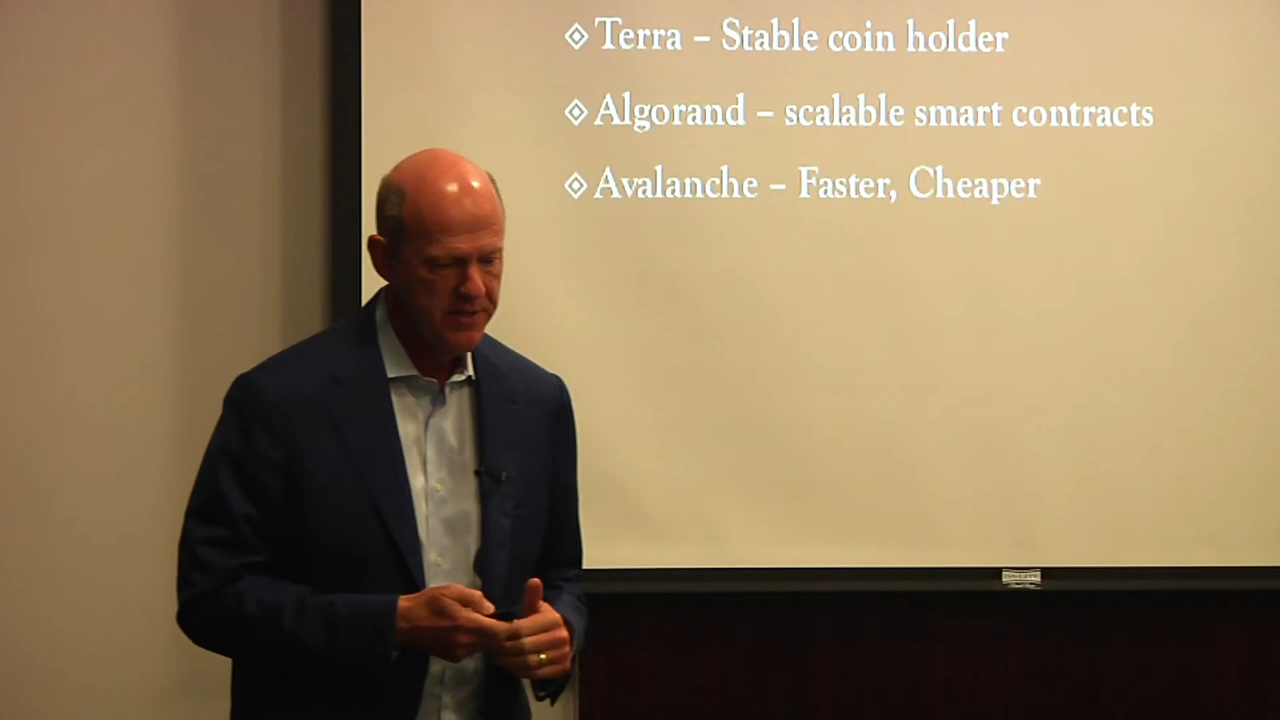 Terra – Stable coin holder
Algorand – scalable smart contracts
Avalanche – Faster, Cheaper